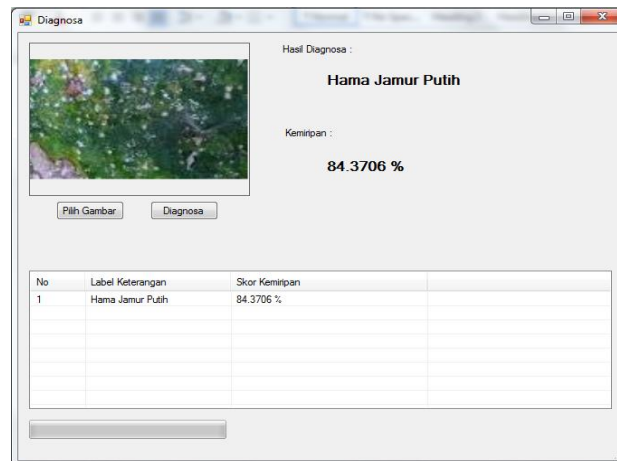 Diagnosa
Hasil Diagnosa :
Hama Jamur Putih
Kemiripan :
84.3706 %
Pilih Gambar
Diagnosa
No Label Keterangan Skor Kemiripan
1 Hama Jamur Putih 84.3706 %